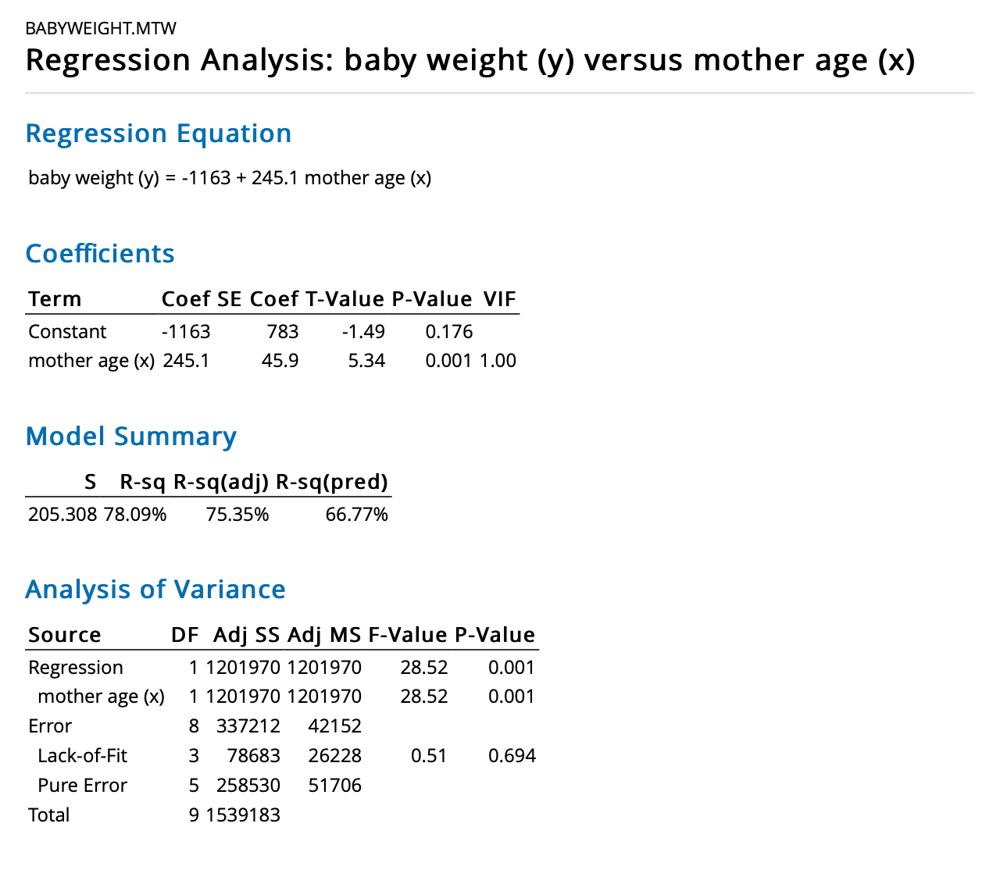 BABYWEIGHT.MTW
Regression Analysis: baby weight (y) versus mother age (x)
Regression Equation
baby weight (y) = -1163 + 245.1 mother age (x)
Coefficients
Term Coef SE Coef T-Value P-Value VIF
Constant -1163 783 -1.49 0.176
mother age (x) 245.1 45.9 5.34 0.001 1.00
Model Summary
S R-sq R-sq(adj) R-sq(pred)
205.308 78.09% 75.35% 66.77%
Analysis of Variance
Source DF Adj SS Adj MS F-Value P-Value
Regression 1 1201970 1201970 28.52 0.001
mother age (x) 1 1201970 1201970 28.52 0.001
Error 8 337212 42152
Lack-of-Fit 3 78683 26228 0.51 0.694
Pure Error 5 258530 51706
Total 9 1539183